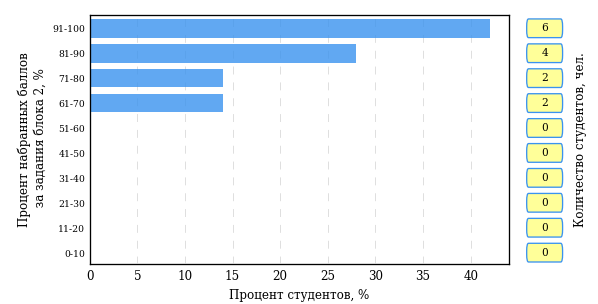 Процент набранных баллов
за задания блока 2, %
91-100 6
81-90 4
71-80 2
61-70 2
51-60 0
41-50 0
31-40 0
21-30 0
11-20 0
0-10 0
Количество студентов, чел.
0 5 10 15 20 25 30 35 40
Процент студентов, %